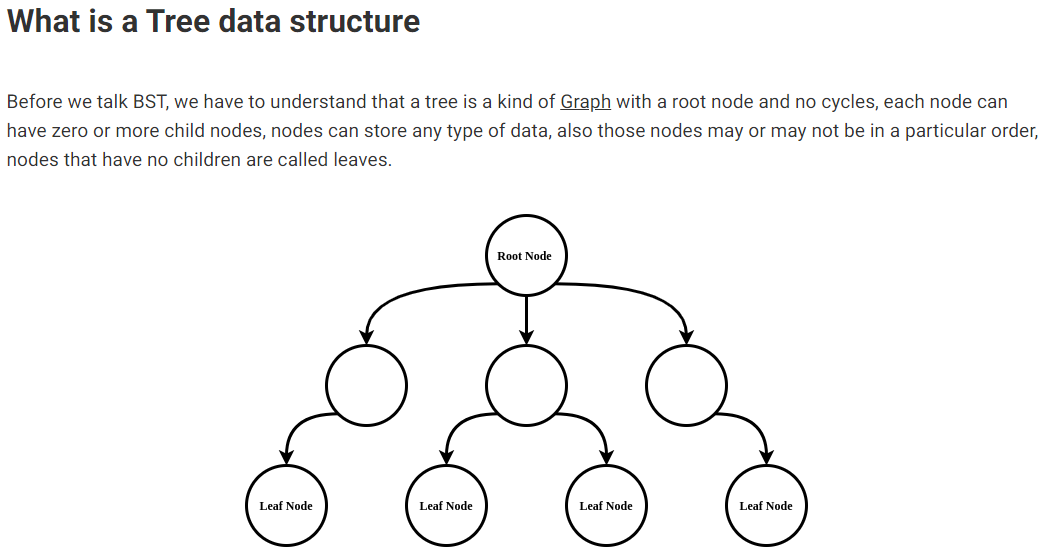 What is a Tree data structure
Before we talk BST, we have to understand that a tree is a kind of Graph with a root node and no cycles, each node can
have zero or more child nodes, nodes can store any type of data, also those nodes may or may not be in a particular order,
nodes that have no children are called leaves.
Root Node
Leaf Node
Leaf Node
Leaf Node
Leaf Node